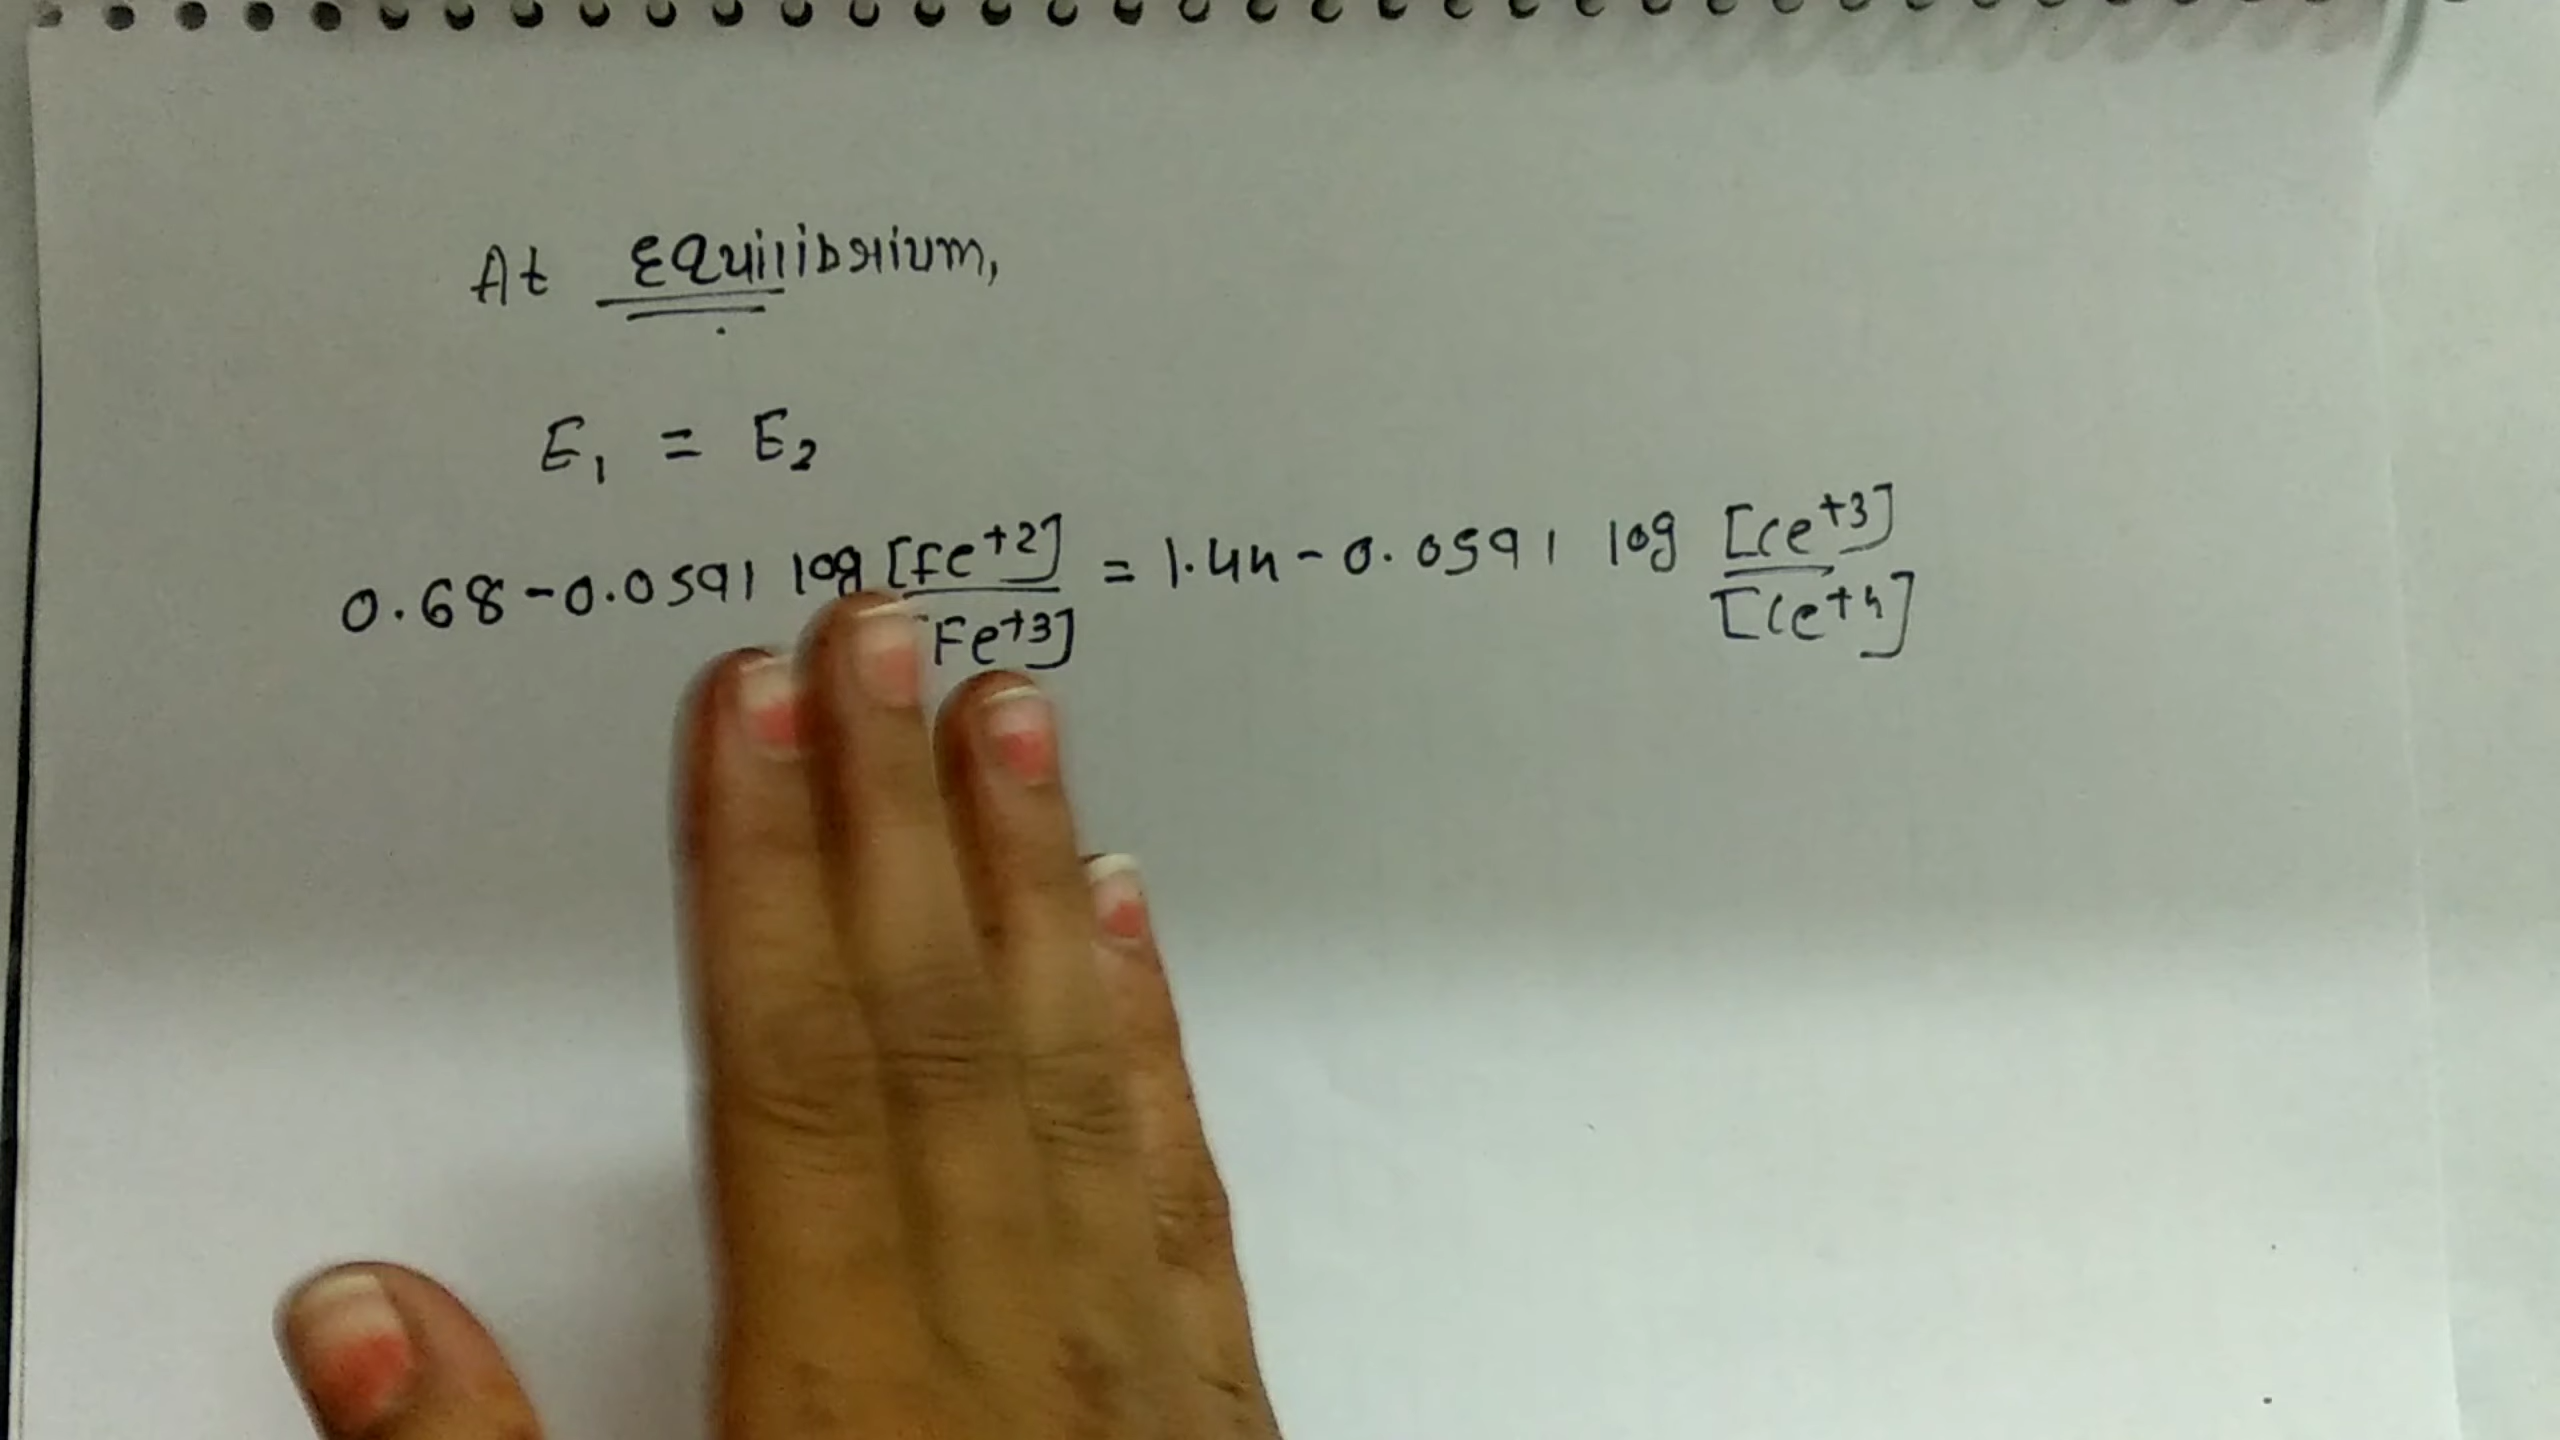 At Equilibrium,
E₁ = E₂
0.68 - 0.0591 log [Fe⁺²] / [Fe⁺³] = 1.44 - 0.0591 log [Ce⁺³] / [Ce⁺⁴]